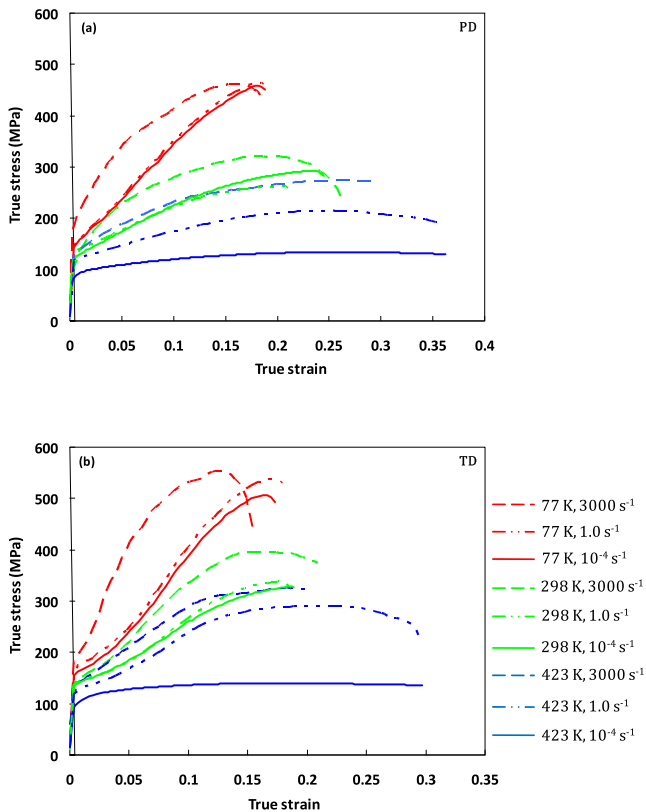 600
(a)
PD
500
400
300
200
100
0
True stress (MPa)
0 0.05 0.1 0.15 0.2 0.25 0.3 0.35 0.4
True strain
600
(b)
TD
500
400
300
200
100
0
True stress (MPa)
0 0.05 0.1 0.15 0.2 0.25 0.3 0.35
True strain
77 K, 3000 s⁻¹
77 K, 1.0 s⁻¹
77 K, 10⁻⁴ s⁻¹
298 K, 3000 s⁻¹
298 K, 1.0 s⁻¹
298 K, 10⁻⁴ s⁻¹
423 K, 3000 s⁻¹
423 K, 1.0 s⁻¹
423 K, 10⁻⁴ s⁻¹